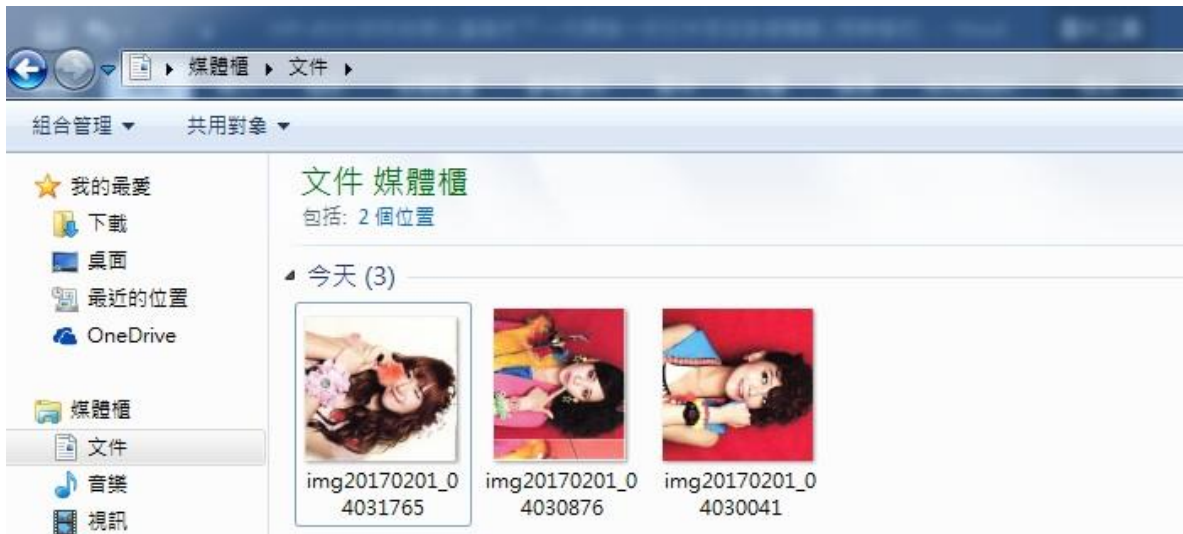 媒體櫃 ▸ 文件 ▸
組合管理 ▼ 共用對象 ▼
我的最愛
下載
桌面
最近的位置
OneDrive
媒體櫃
文件
音樂
視訊
文件 媒體櫃
包括: 2 個位置
今天 (3)
img20170201_0
4031765
img20170201_0
4030876
img20170201_0
4030041